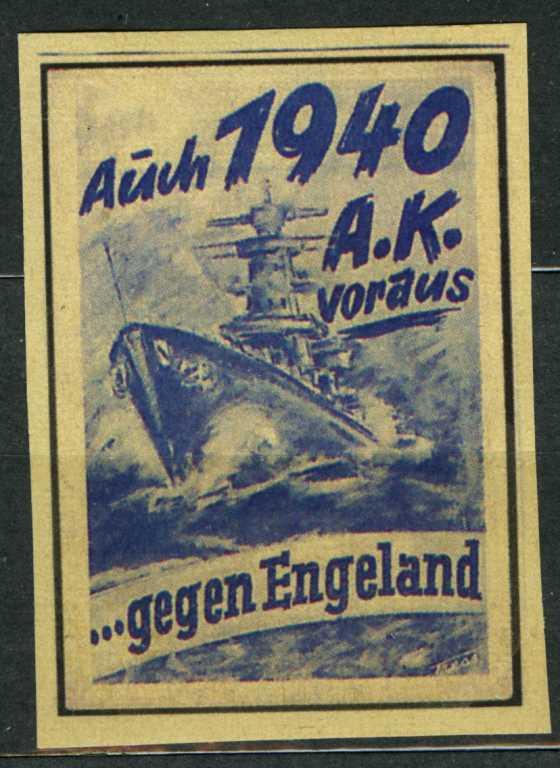 Auch 1940
A.K.
voraus
...gegen Engeland